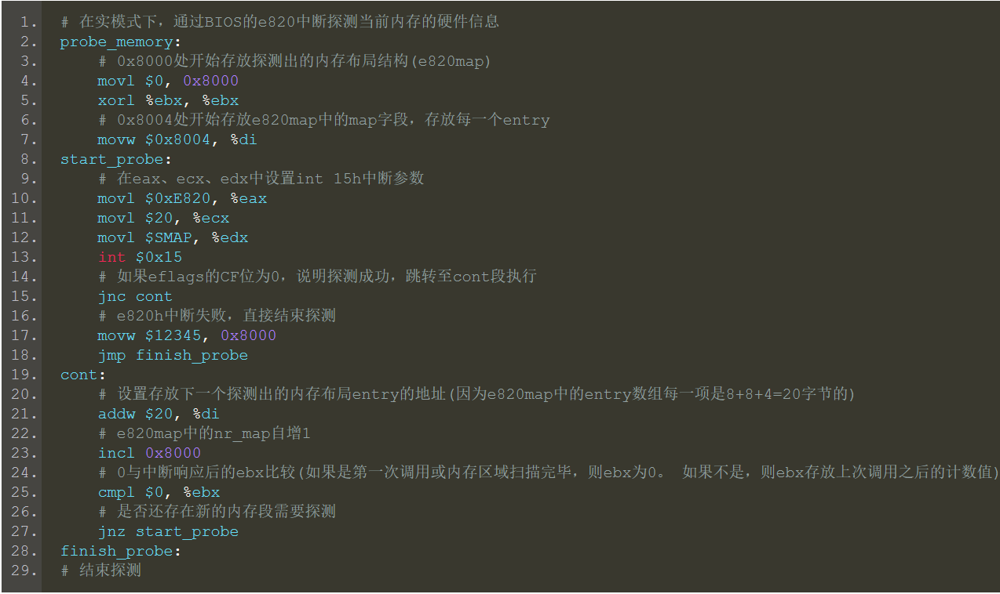 1. # 在实模式下，通过BIOS的e820中断探测当前内存的硬件信息
2. probe_memory:
3.     # 0x8000处开始存放探测出的内存布局结构(e820map)
4.     movl $0, 0x8000
5.     xorl %ebx, %ebx
6.     # 0x8004处开始存放e820map中的map字段，存放每一个entry
7.     movw $0x8004, %di
8. start_probe:
9.     # 在eax、ecx、edx中设置int 15h中断参数
10.     movl $0xE820, %eax
11.     movl $20, %ecx
12.     movl $SMAP, %edx
13.     int $0x15
14.     # 如果eflags的CF位为0，说明探测成功，跳转至cont段执行
15.     jnc cont
16.     # e820h中断失败，直接结束探测
17.     movw $12345, 0x8000
18.     jmp finish_probe
19. cont:
20.     # 设置存放下一个探测出的内存布局entry的地址(因为e820map中的entry数组每一项是8+8+4=20字节的)
21.     addw $20, %di
22.     # e820map中的nr_map自增1
23.     incl 0x8000
24.     # 0与中断响应后的ebx比较(如果是第一次调用或内存区域扫描完毕，则ebx为0。 如果不是，则ebx存放上次调用之后的计数值)
25.     cmpl $0, %ebx
26.     # 是否还存在新的内存段需要探测
27.     jnz start_probe
28. finish_probe:
29. # 结束探测